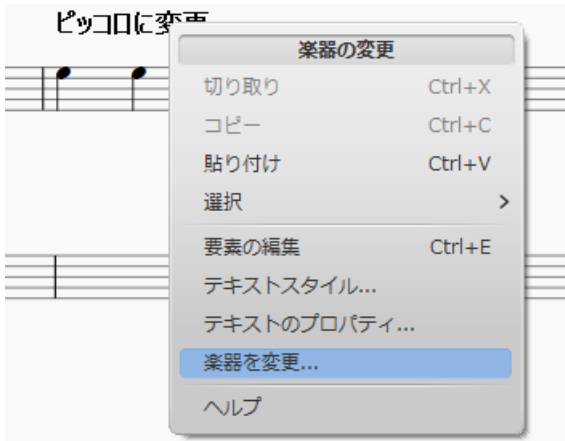 ピッコロに変更
楽器の変更
切り取り Ctrl+X
コピー Ctrl+C
貼り付け Ctrl+V
選択
要素の編集 Ctrl+E
テキストスタイル...
テキストのプロパティ...
楽器を変更...
ヘルプ